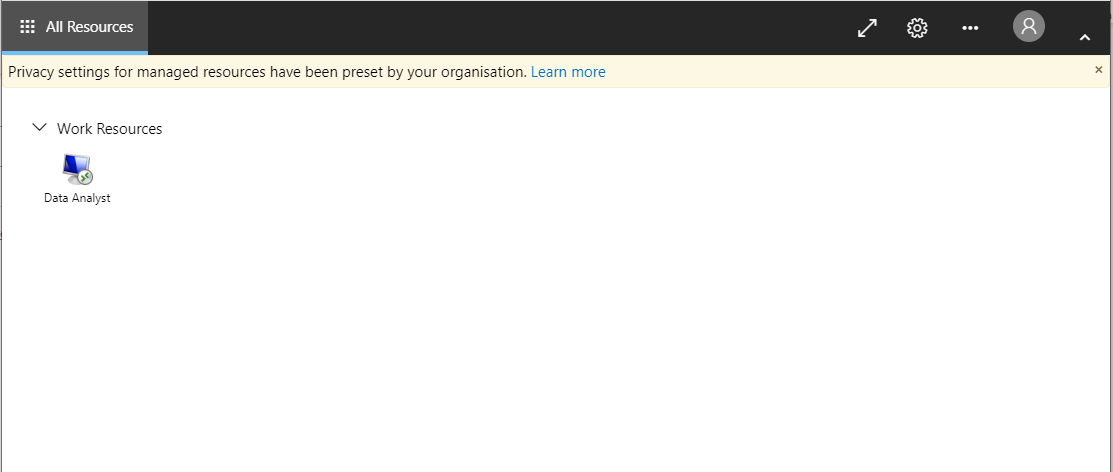 All Resources
Privacy settings for managed resources have been preset by your organisation. Learn more
Work Resources
Data Analyst